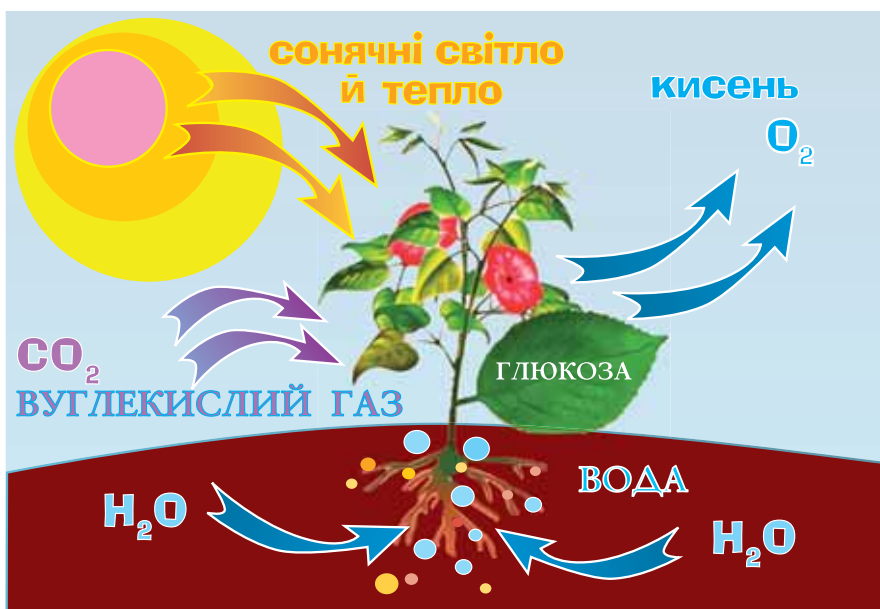 сонячні світло
й тепло
кисень
O₂
CO₂
ВУГЛЕКИСЛИЙ ГАЗ
ГЛЮКОЗА
ВОДА
H₂O
H₂O